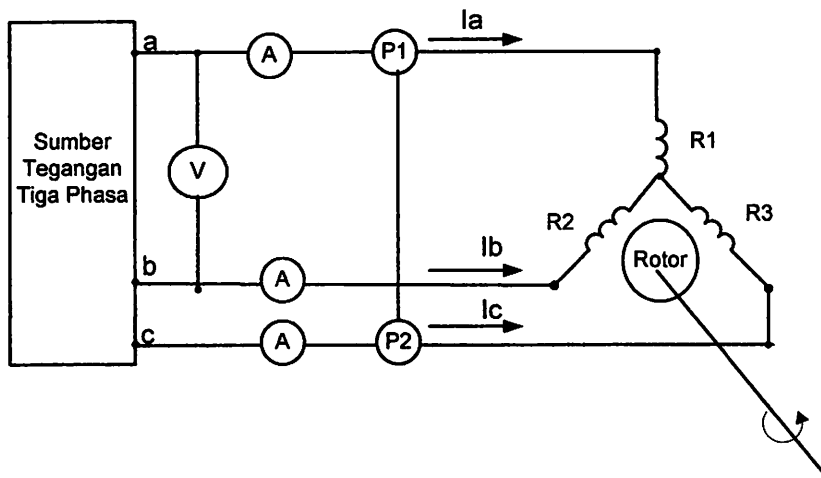 Sumber
Tegangan
Tiga Phasa
a
A
P1
Ia
R1
V
R2
R3
Rotor
b
A
Ib
c
A
P2
Ic